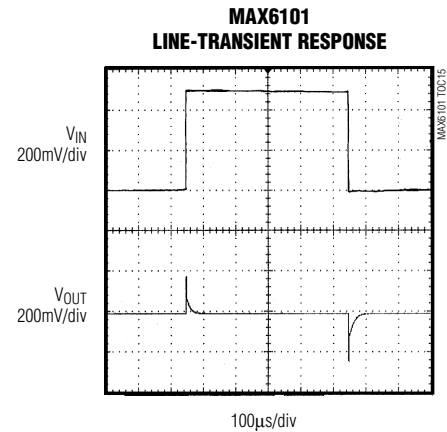 MAX6101
LINE-TRANSIENT RESPONSE
MAX6101 TOC15
VIN
200mV/div
VOUT
200mV/div
100μs/div